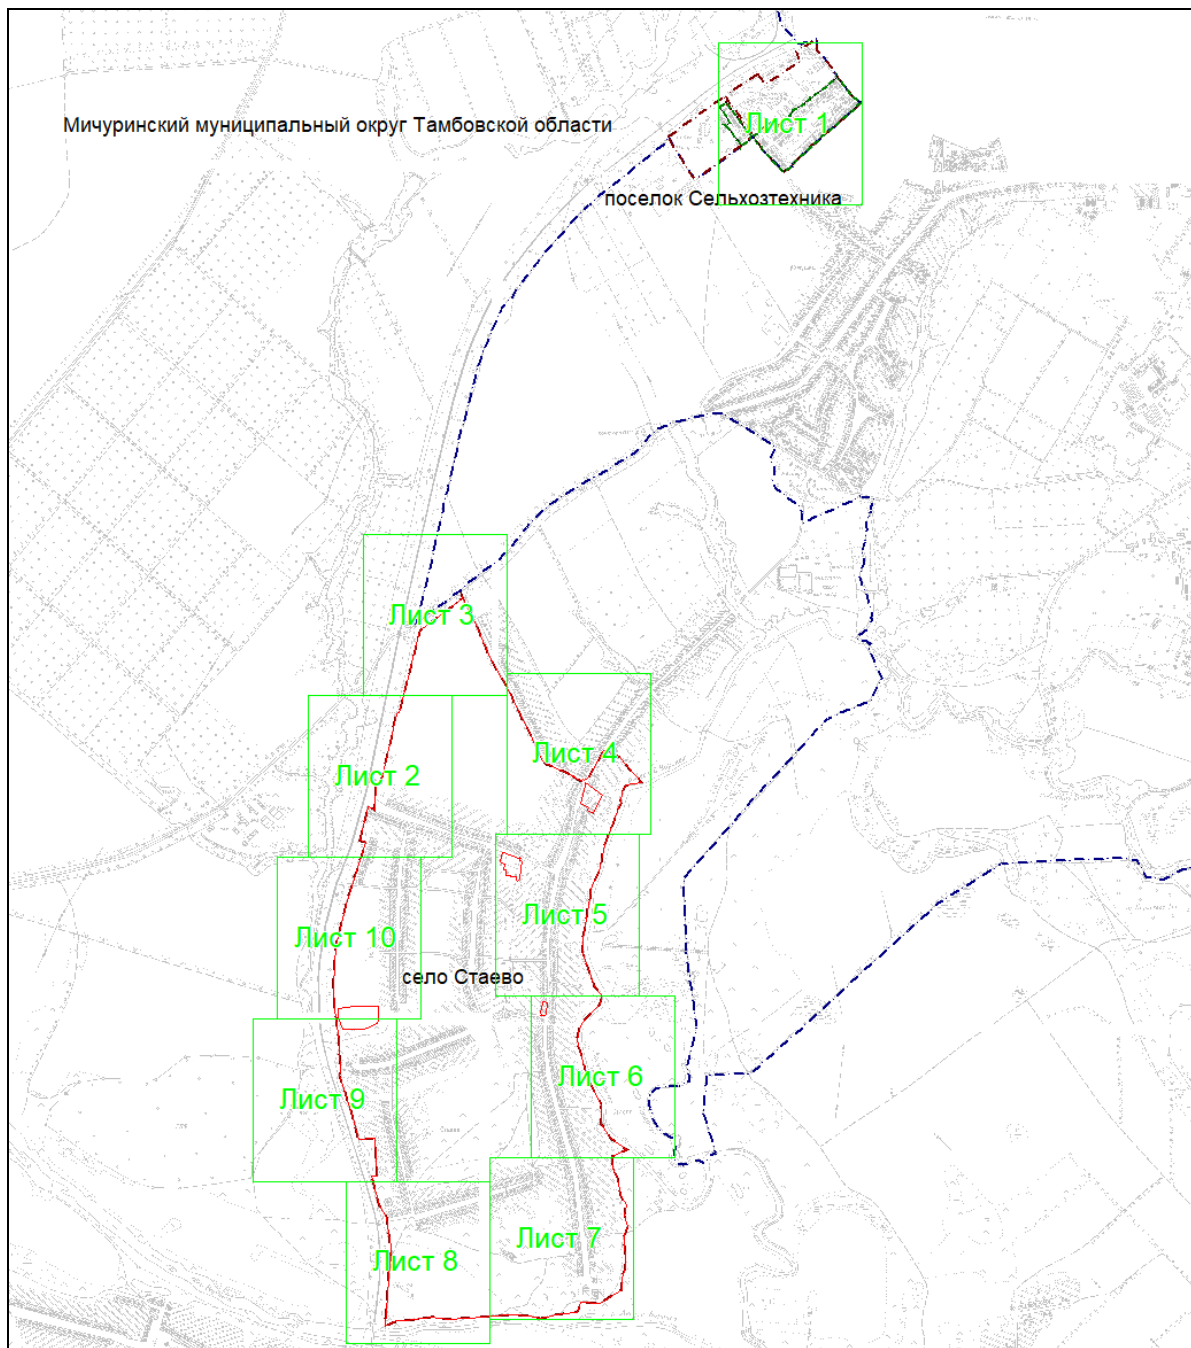 Мичуринский муниципальный округ Тамбовской области
Лист 1
поселок Сельхозтехника
Лист 3
Лист 4
Лист 2
Лист 5
Лист 10
село Стаево
Лист 6
Лист 9
Лист 7
Лист 8